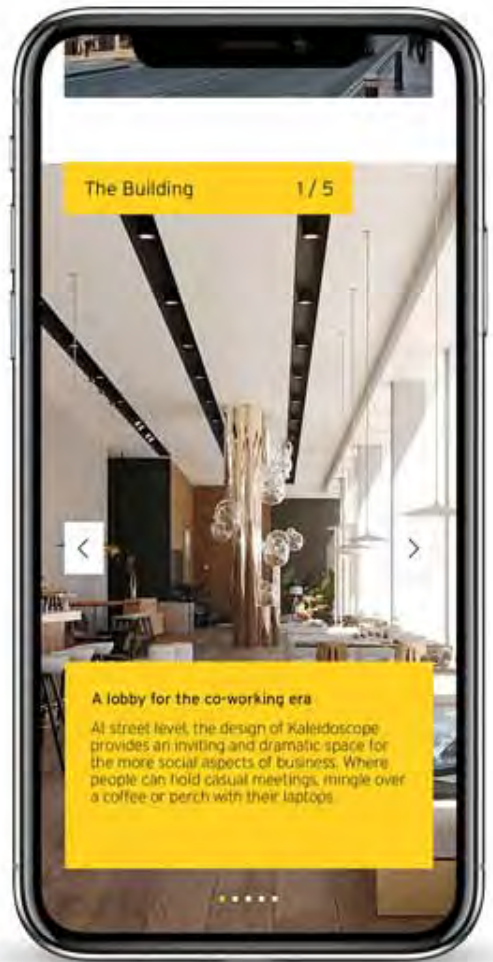 The Building 1 / 5
A lobby for the co-working era
At street level, the design of Kaleidoscope
provides an inviting and dramatic space for
the more social aspects of business. Where
people can hold casual meetings, mingle over
a coffee or perch with their laptops.